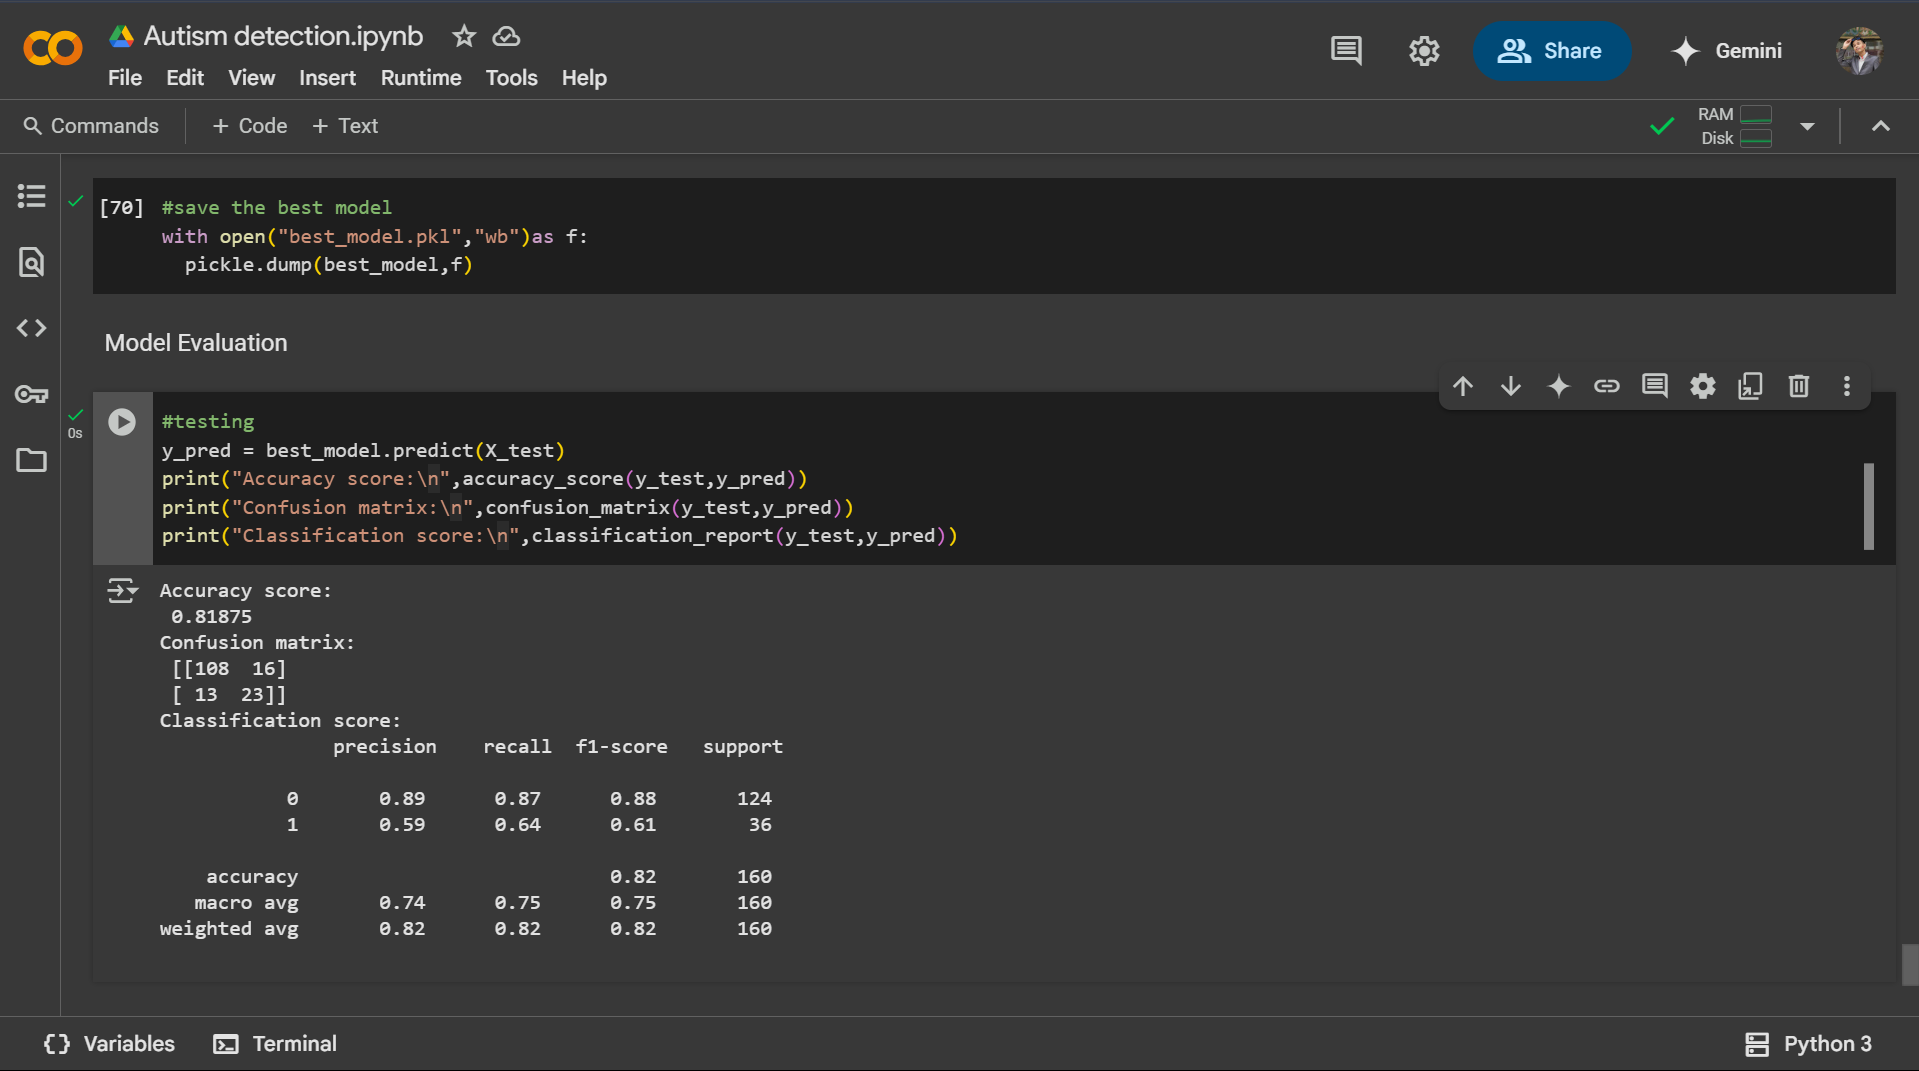 Autism detection.ipynb
File Edit View Insert Runtime Tools Help
Share
Gemini
Commands
+ Code + Text
RAM
Disk
[70] #save the best model
with open("best_model.pkl","wb")as f:
  pickle.dump(best_model,f)
Model Evaluation
0s
#testing
y_pred = best_model.predict(X_test)
print("Accuracy score:\n",accuracy_score(y_test,y_pred))
print("Confusion matrix:\n",confusion_matrix(y_test,y_pred))
print("Classification score:\n",classification_report(y_test,y_pred))
Accuracy score:
 0.81875
Confusion matrix:
 [[108  16]
 [ 13  23]]
Classification score:
               precision    recall  f1-score   support
           0       0.89      0.87      0.88       124
           1       0.59      0.64      0.61        36
    accuracy                           0.82       160
   macro avg       0.74      0.75      0.75       160
weighted avg       0.82      0.82      0.82       160
Variables Terminal Python 3